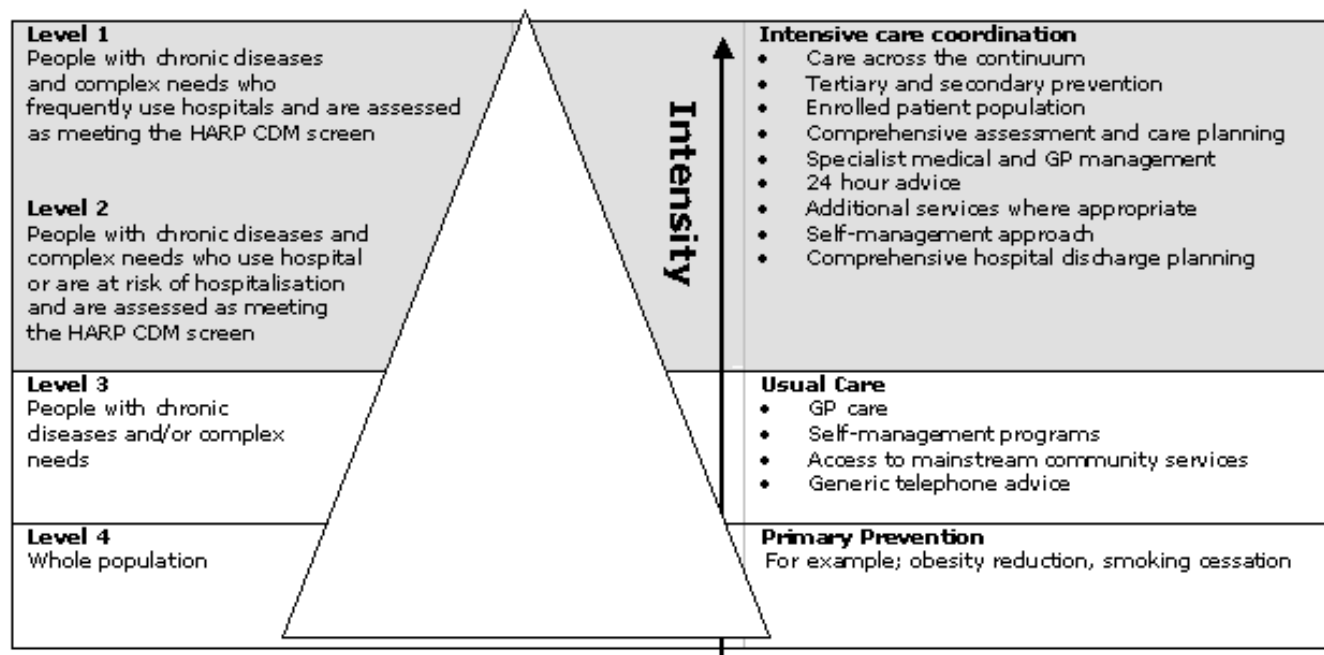 Level 1
People with chronic diseases
and complex needs who
frequently use hospitals and are assessed
as meeting the HARP CDM screen
Level 2
People with chronic diseases and
complex needs who use hospital
or are at risk of hospitalisation
and are assessed as meeting
the HARP CDM screen
Intensity
Intensive care coordination
• Care across the continuum
• Tertiary and secondary prevention
• Enrolled patient population
• Comprehensive assessment and care planning
• Specialist medical and GP management
• 24 hour advice
• Additional services where appropriate
• Self-management approach
• Comprehensive hospital discharge planning
Level 3
People with chronic
diseases and/or complex
needs
Usual Care
• GP care
• Self-management programs
• Access to mainstream community services
• Generic telephone advice
Level 4
Whole population
Primary Prevention
For example; obesity reduction, smoking cessation